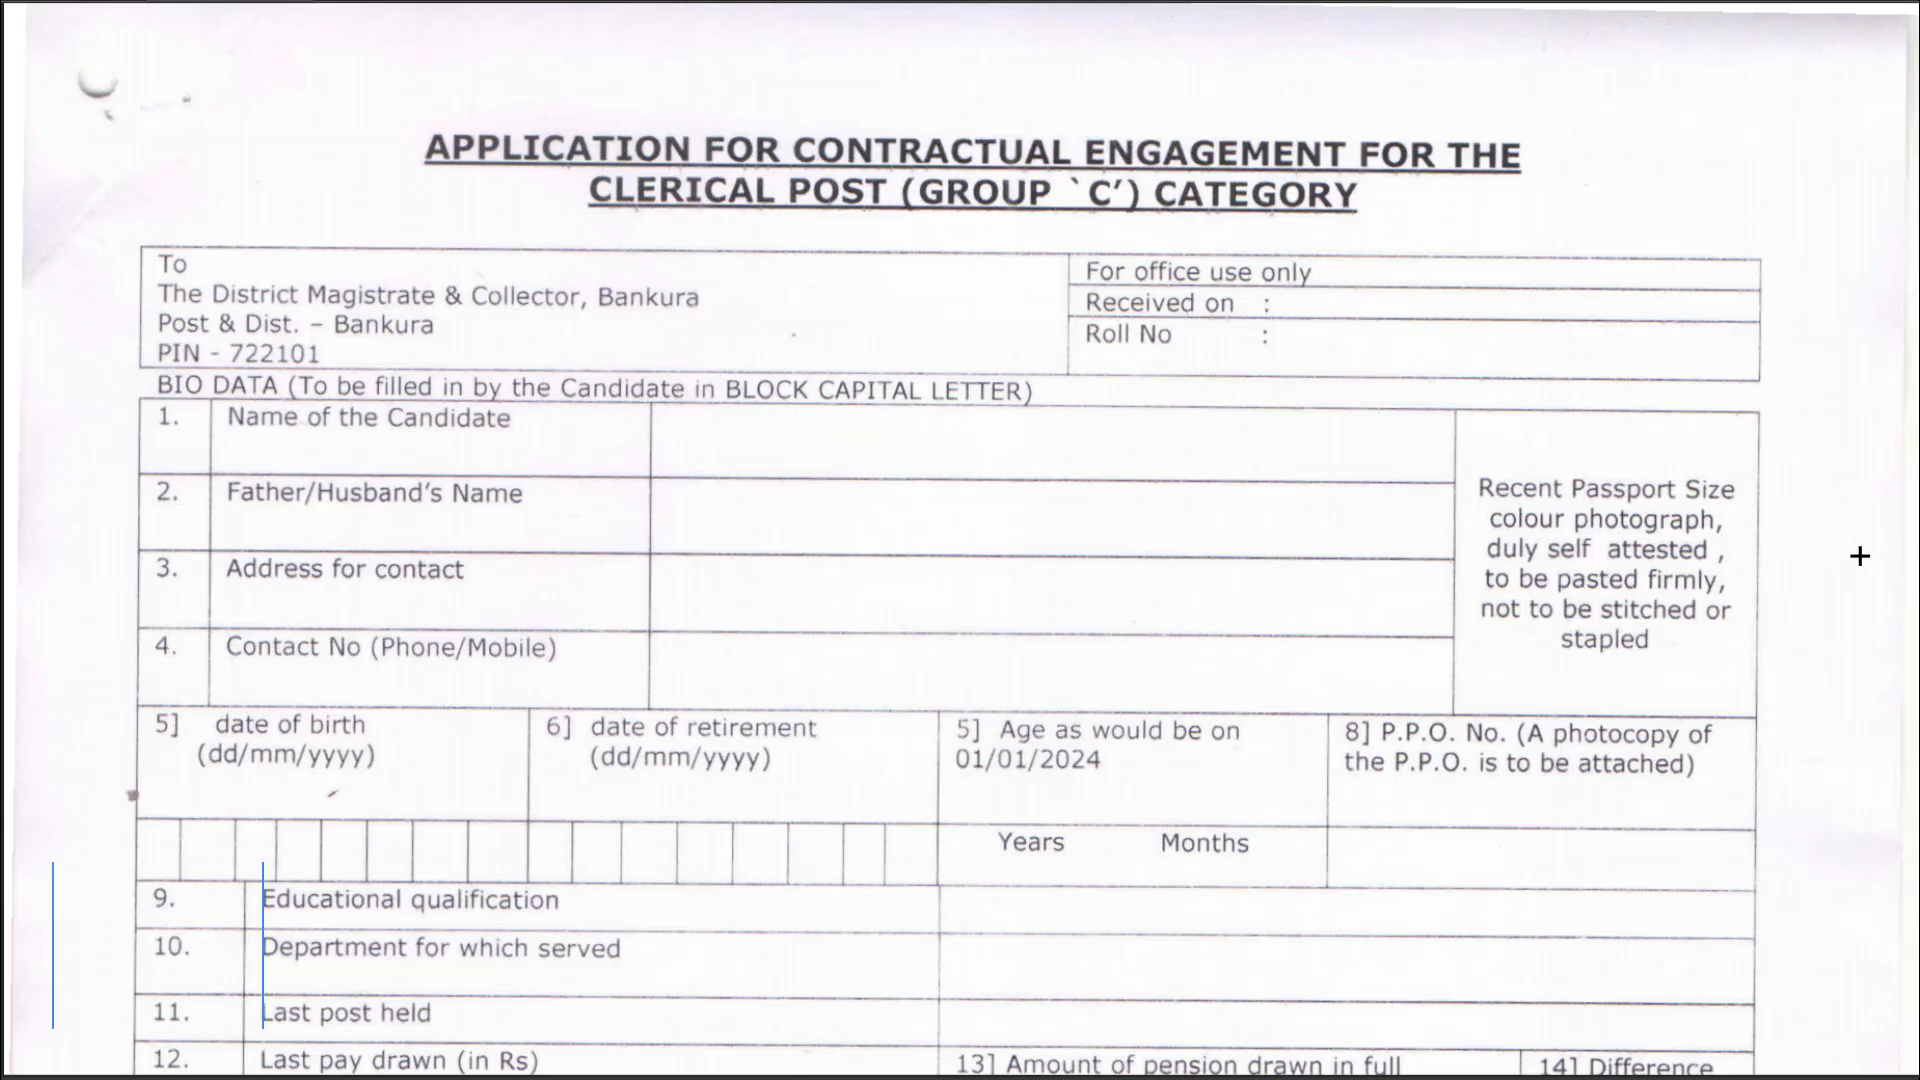 APPLICATION FOR CONTRACTUAL ENGAGEMENT FOR THE
CLERICAL POST (GROUP `C’) CATEGORY
To
The District Magistrate & Collector, Bankura
Post & Dist. – Bankura
PIN - 722101
For office use only
Received on :
Roll No :
BIO DATA (To be filled in by the Candidate in BLOCK CAPITAL LETTER)
1. Name of the Candidate
2. Father/Husband’s Name
3. Address for contact
4. Contact No (Phone/Mobile)
Recent Passport Size
colour photograph,
duly self attested ,
to be pasted firmly,
not to be stitched or
stapled
5] date of birth
(dd/mm/yyyy)
6] date of retirement
(dd/mm/yyyy)
5] Age as would be on
01/01/2024
8] P.P.O. No. (A photocopy of
the P.P.O. is to be attached)
Years Months
9. Educational qualification
10. Department for which served
11. Last post held
12. Last pay drawn (in Rs)
13] Amount of pension drawn in full
14] Difference